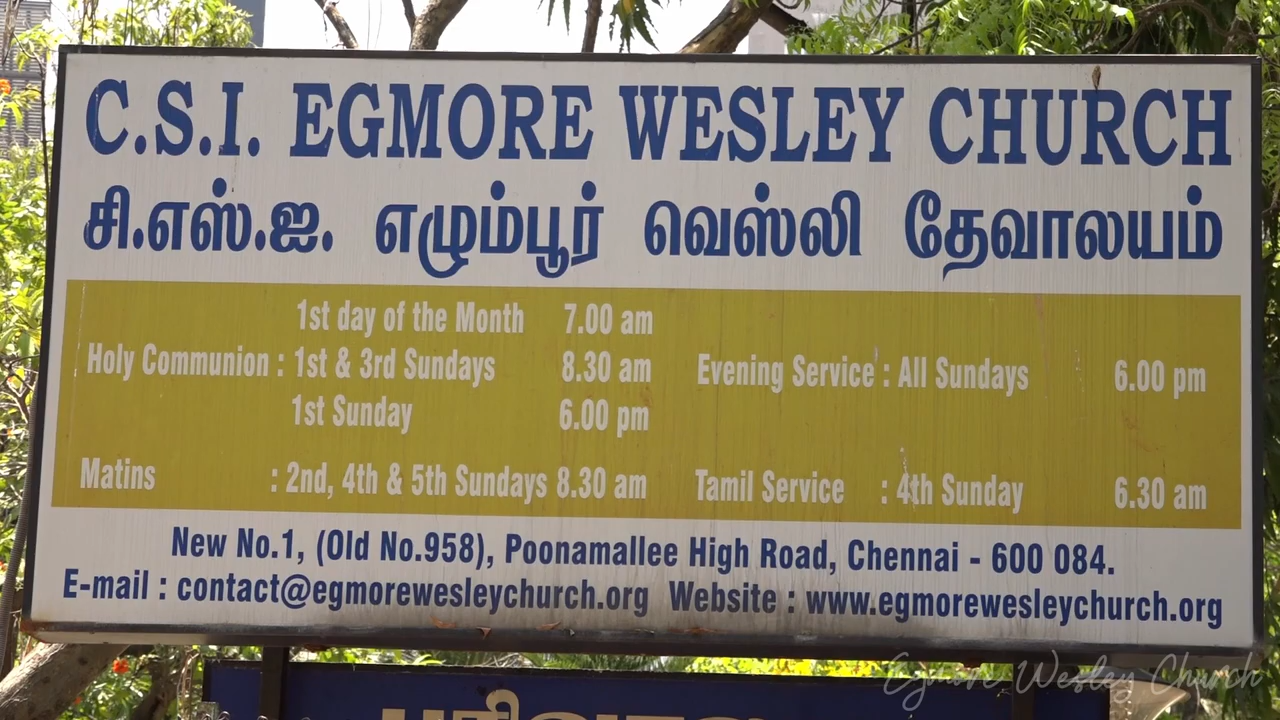 C.S.I. EGMORE WESLEY CHURCH
சி.எஸ்.ஐ. எழும்பூர் வெஸ்லி தேவாலயம்
1st day of the Month 7.00 am
Holy Communion : 1st & 3rd Sundays 8.30 am Evening Service : All Sundays 6.00 pm
1st Sunday 6.00 pm
Matins : 2nd, 4th & 5th Sundays 8.30 am Tamil Service : 4th Sunday 6.30 am
New No.1, (Old No.958), Poonamallee High Road, Chennai - 600 084.
E-mail : contact@egmorewesleychurch.org Website : www.egmorewesleychurch.org
Egmore Wesley Church